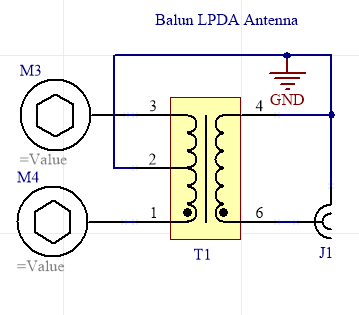 Balun LPDA Antenna
M3
GND
3
4
=Value
2
M4
1
6
=Value
T1
J1